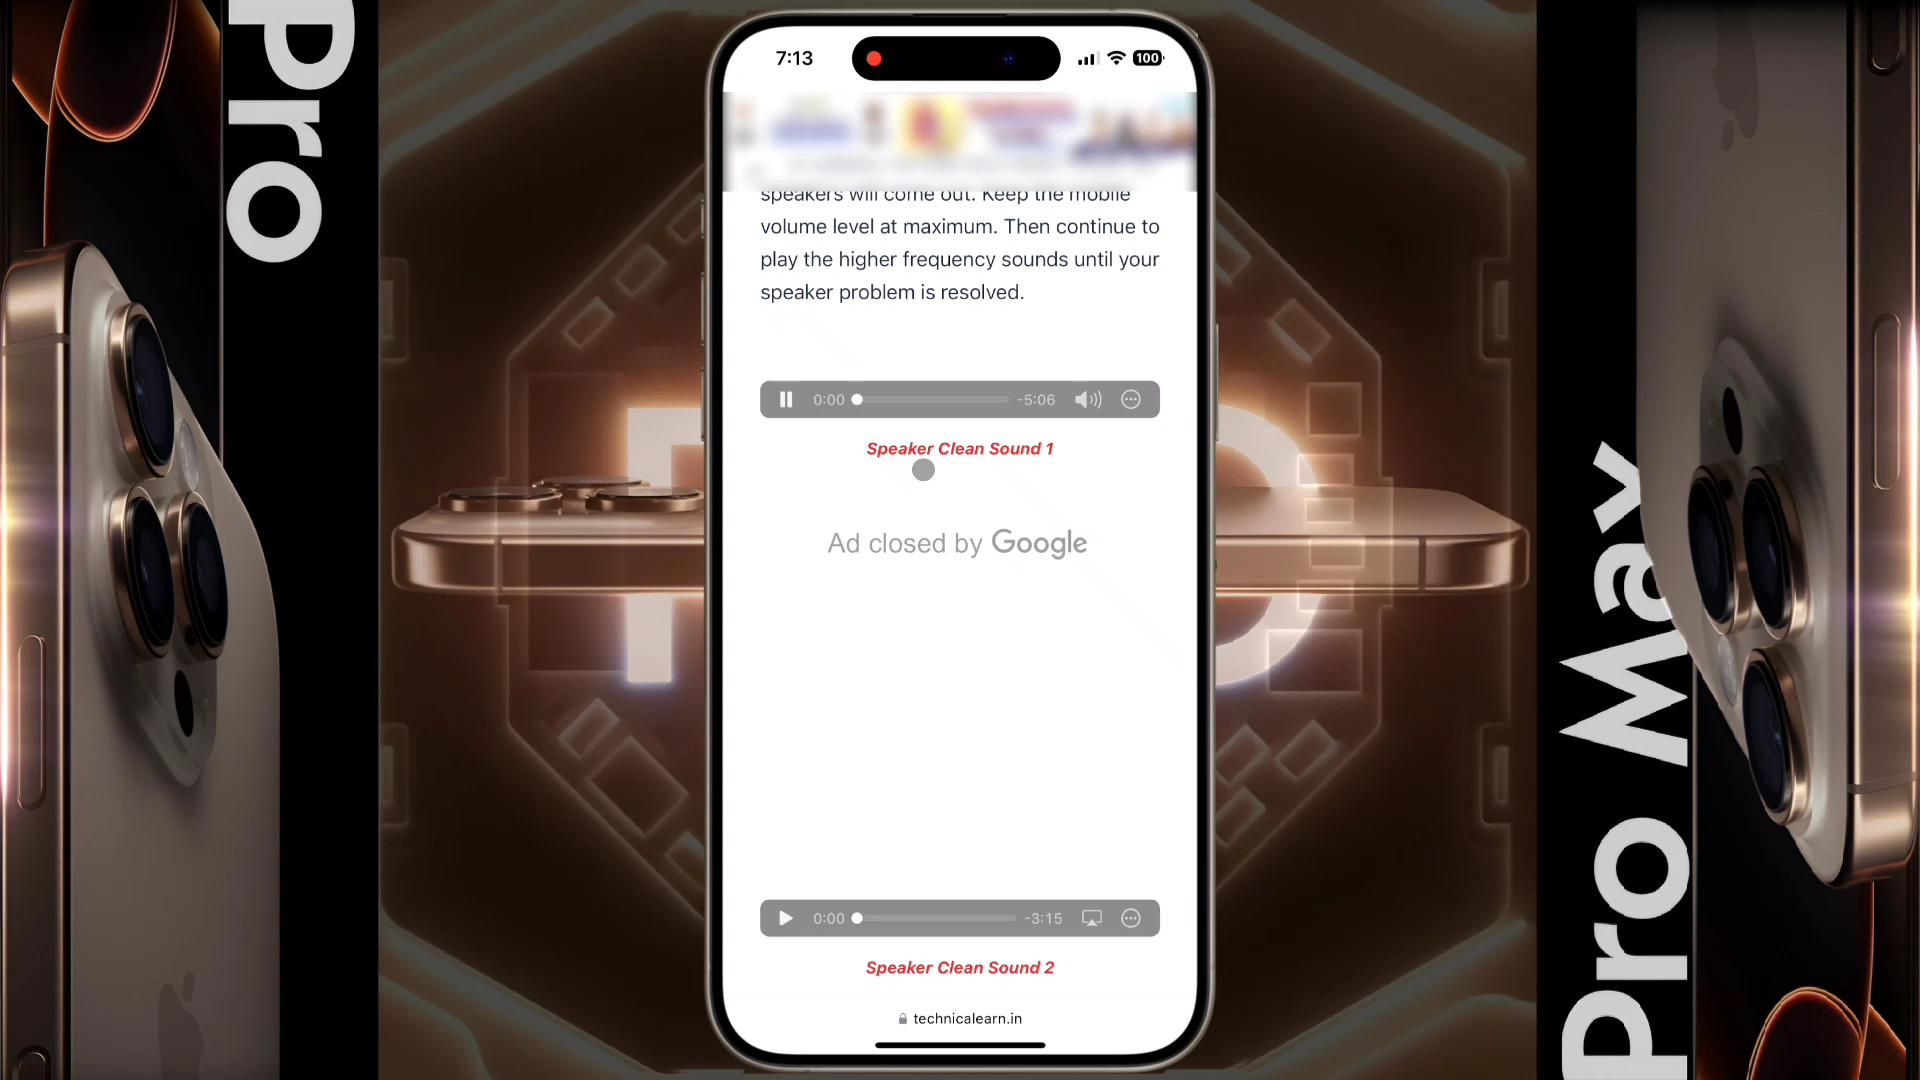 Pro
7:13
100
speakers will come out. Keep the mobile
volume level at maximum. Then continue to
play the higher frequency sounds until your
speaker problem is resolved.
0:00
-5:06
Speaker Clean Sound 1
Ad closed by Google
0:00
-3:15
Speaker Clean Sound 2
technicalearn.in
Pro Max